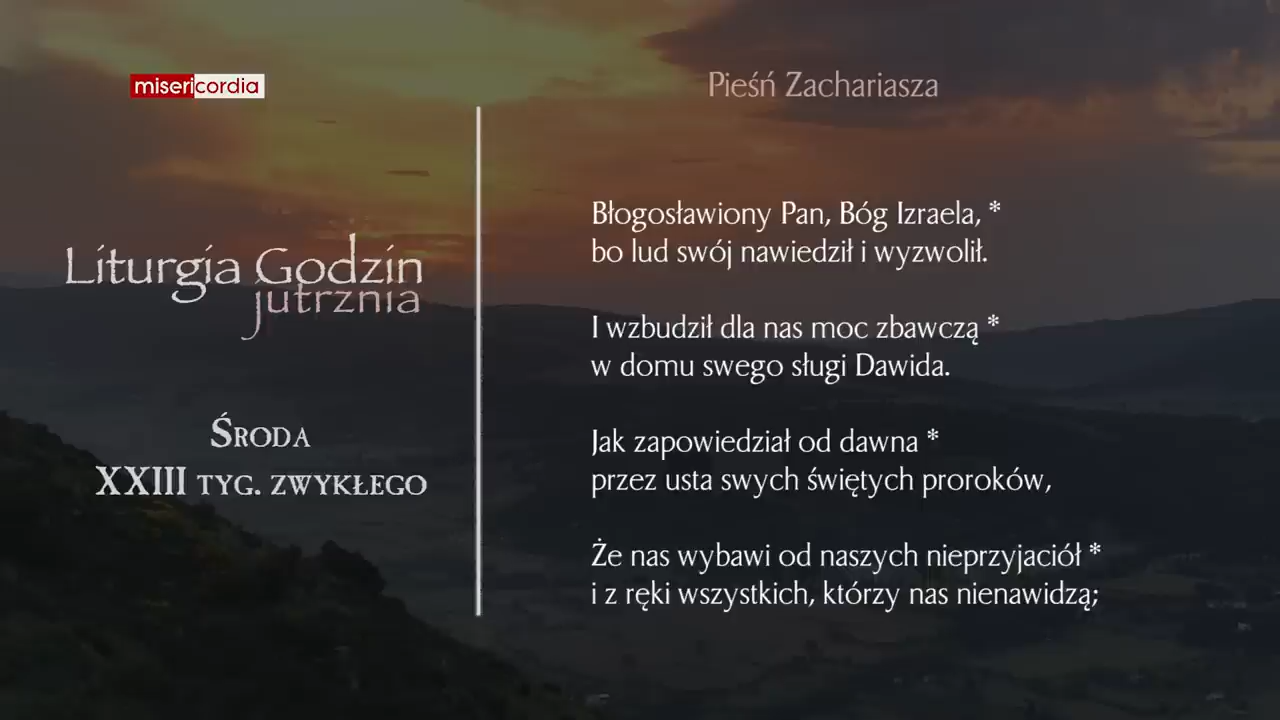 misericordia
Liturgia Godzin
jutrznia
Środa
XXIII tyg. zwykłego
Pieśń Zachariasza
Błogosławiony Pan, Bóg Izraela, *
bo lud swój nawiedził i wyzwolił.
I wzbudził dla nas moc zbawczą *
w domu swego sługi Dawida.
Jak zapowiedział od dawna *
przez usta swych świętych proroków,
Że nas wybawi od naszych nieprzyjaciół *
i z ręki wszystkich, którzy nas nienawidzą;